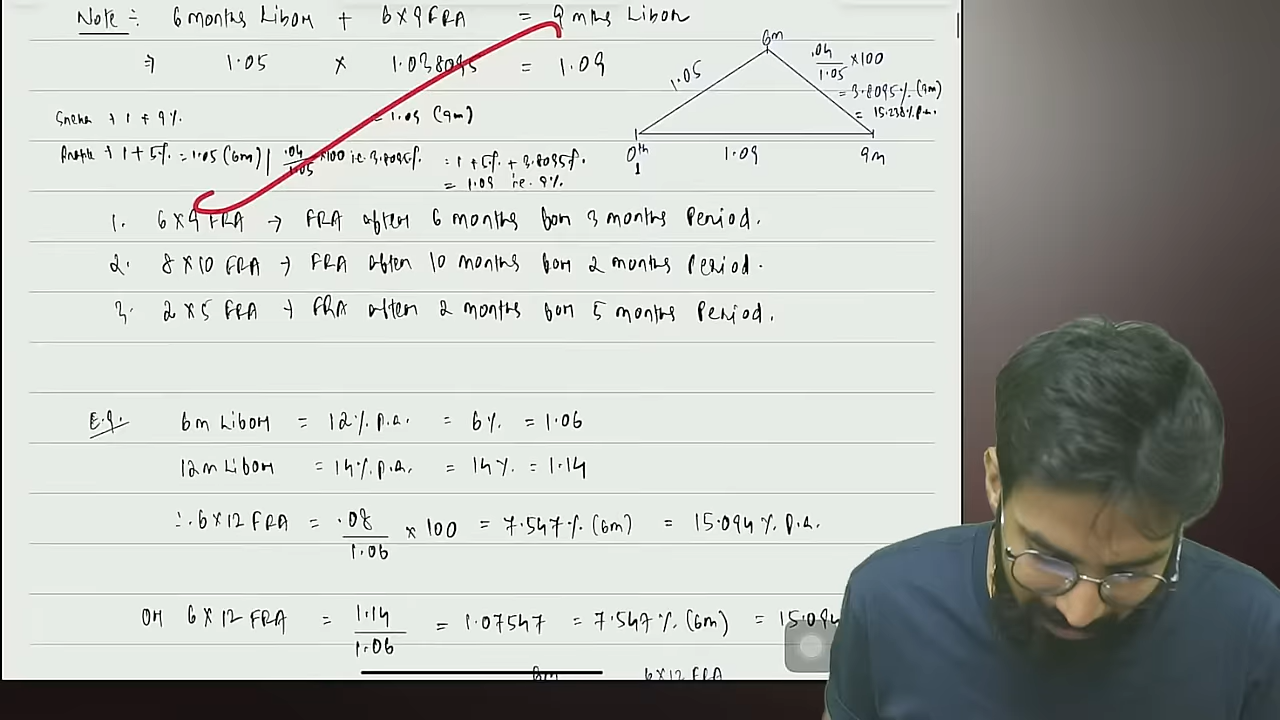 Note :- 6 months Libor + 6 x 9 FRA = 9 mths Libor
⇒ 1.05 x 1.038095 = 1.09
Sneha → 1 + 9% = 1.09 (9m)
→ 1 + 5% = 1.05 (6m) | .04/1.05 x100 i.e. 3.8095%. = 1 + 5% + 3.8095%.
= 1.09 i.e. 9%.
6m
1.05
.04/1.05 x 100
= 3.8095% (3m)
= 15.238% p.a.
0th
1
1.09
9m
1. 6 x 9 FRA → FRA after 6 months for 3 months Period.
2. 8 x 10 FRA → FRA after 10 months for 2 months Period.
3. 2 x 5 FRA → FRA after 2 months for 5 months Period.
E.g. 6m Libor = 12% p.a. = 6% = 1.06
12m Libor = 14% p.a. = 14% = 1.14
∴ 6 x 12 FRA = .08/1.06 x 100 = 7.547% (6m) = 15.094% p.a.
OR 6 x 12 FRA = 1.14/1.06 = 1.07547 = 7.547% (6m) = 15.094
6 x 12 FRA